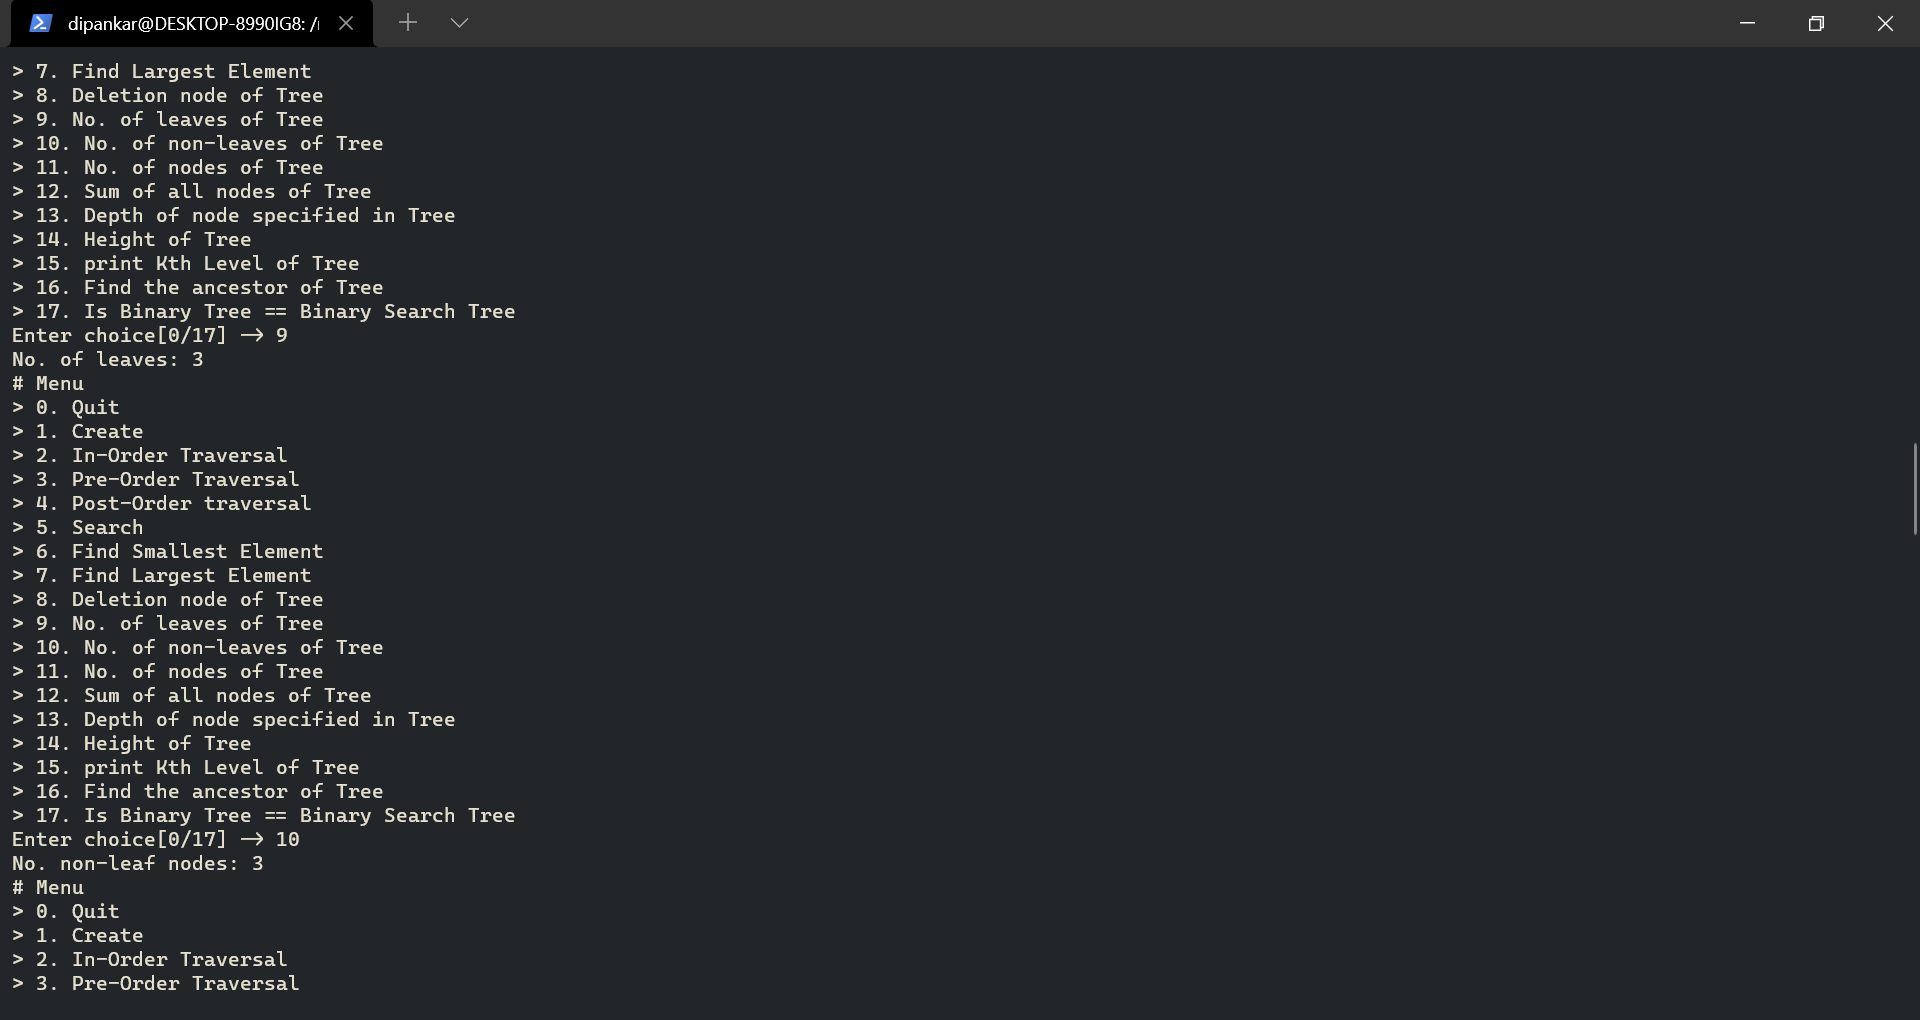 dipankar@DESKTOP-8990IG8: /
> 7. Find Largest Element
> 8. Deletion node of Tree
> 9. No. of leaves of Tree
> 10. No. of non-leaves of Tree
> 11. No. of nodes of Tree
> 12. Sum of all nodes of Tree
> 13. Depth of node specified in Tree
> 14. Height of Tree
> 15. print Kth Level of Tree
> 16. Find the ancestor of Tree
> 17. Is Binary Tree == Binary Search Tree
Enter choice[0/17] → 9
No. of leaves: 3
# Menu
> 0. Quit
> 1. Create
> 2. In-Order Traversal
> 3. Pre-Order Traversal
> 4. Post-Order traversal
> 5. Search
> 6. Find Smallest Element
> 7. Find Largest Element
> 8. Deletion node of Tree
> 9. No. of leaves of Tree
> 10. No. of non-leaves of Tree
> 11. No. of nodes of Tree
> 12. Sum of all nodes of Tree
> 13. Depth of node specified in Tree
> 14. Height of Tree
> 15. print Kth Level of Tree
> 16. Find the ancestor of Tree
> 17. Is Binary Tree == Binary Search Tree
Enter choice[0/17] → 10
No. non-leaf nodes: 3
# Menu
> 0. Quit
> 1. Create
> 2. In-Order Traversal
> 3. Pre-Order Traversal